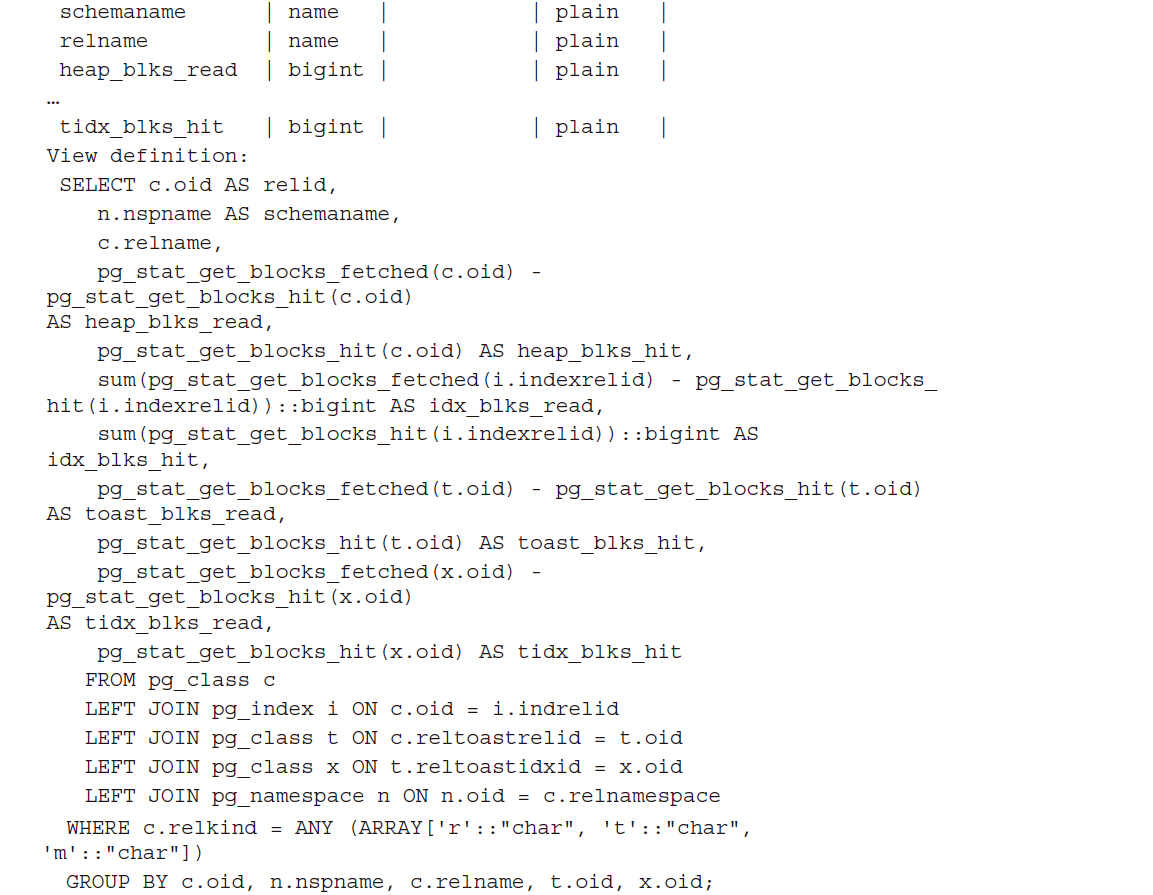 schemaname      | name   |           | plain   |
relname         | name   |           | plain   |
heap_blks_read  | bigint |           | plain   |
…
tidx_blks_hit   | bigint |           | plain   |
View definition:
SELECT c.oid AS relid,
n.nspname AS schemaname,
c.relname,
pg_stat_get_blocks_fetched(c.oid) -
pg_stat_get_blocks_hit(c.oid)
AS heap_blks_read,
pg_stat_get_blocks_hit(c.oid) AS heap_blks_hit,
sum(pg_stat_get_blocks_fetched(i.indexrelid) - pg_stat_get_blocks_
hit(i.indexrelid))::bigint AS idx_blks_read,
sum(pg_stat_get_blocks_hit(i.indexrelid))::bigint AS
idx_blks_hit,
pg_stat_get_blocks_fetched(t.oid) - pg_stat_get_blocks_hit(t.oid)
AS toast_blks_read,
pg_stat_get_blocks_hit(t.oid) AS toast_blks_hit,
pg_stat_get_blocks_fetched(x.oid) -
pg_stat_get_blocks_hit(x.oid)
AS tidx_blks_read,
pg_stat_get_blocks_hit(x.oid) AS tidx_blks_hit
FROM pg_class c
LEFT JOIN pg_index i ON c.oid = i.indrelid
LEFT JOIN pg_class t ON c.reltoastrelid = t.oid
LEFT JOIN pg_class x ON t.reltoastidxid = x.oid
LEFT JOIN pg_namespace n ON n.oid = c.relnamespace
WHERE c.relkind = ANY (ARRAY['r'::"char", 't'::"char",
'm'::"char"])
GROUP BY c.oid, n.nspname, c.relname, t.oid, x.oid;